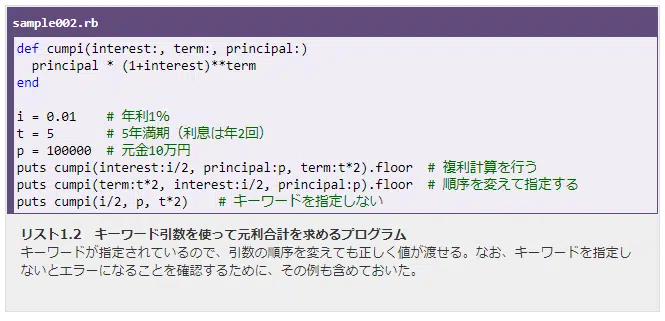 sample002.rb
def cumpi(interest:, term:, principal:)
  principal * (1+interest)**term
end

i = 0.01    # 年利1％
t = 5       # 5年満期（利息は年2回）
p = 100000  # 元金10万円
puts cumpi(interest:i/2, principal:p, term:t*2).floor  # 複利計算を行う
puts cumpi(term:t*2, interest:i/2, principal:p).floor  # 順序を変えて指定する
puts cumpi(i/2, p, t*2)    # キーワードを指定しない
リスト1.2　キーワード引数を使って元利合計を求めるプログラム
キーワードが指定されているので、引数の順序を変えても正しく値が渡せる。なお、キーワードを指定し
ないとエラーになることを確認するために、その例も含めておいた。